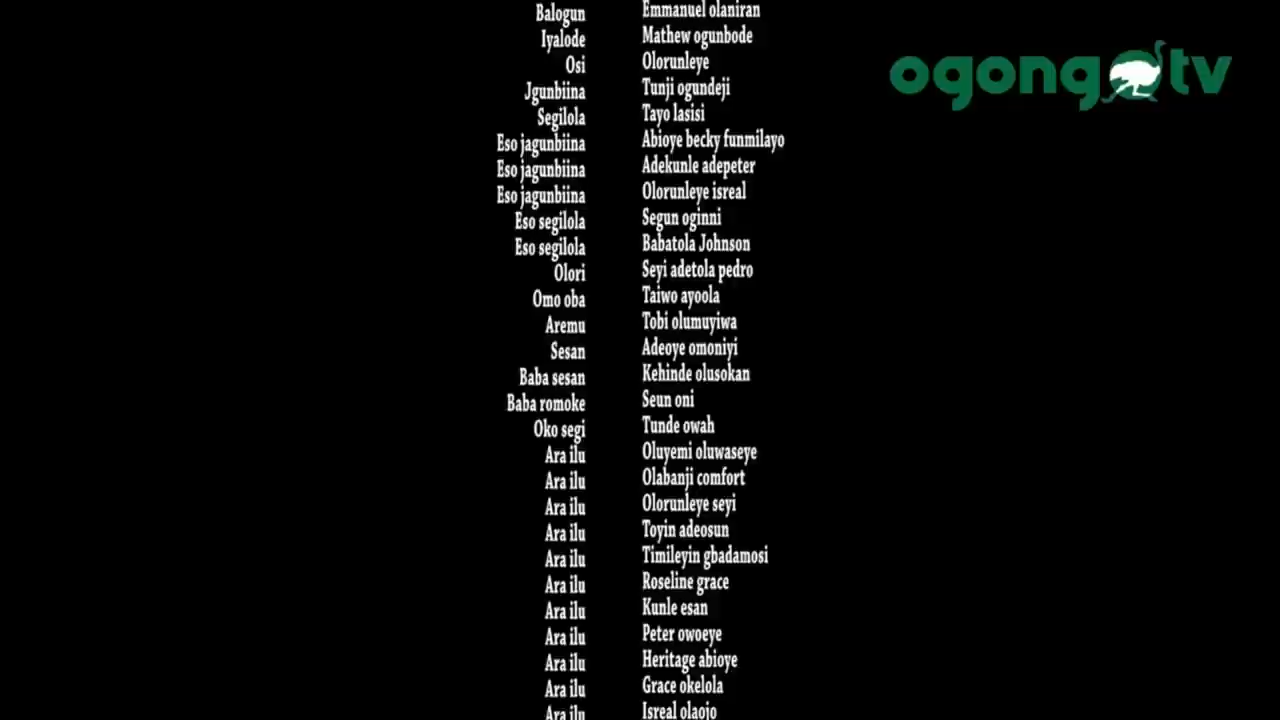 Balogun Emmanuel olaniran
Iyalode Mathew ogunbode
Osi Olorunleye
Jgunbiina Tunji ogundeji
Segilola Tayo lasisi
Eso jagunbiina Abioye becky funmilayo
Eso jagunbiina Adekunle adepeter
Eso jagunbiina Olorunleye isreal
Eso segilola Segun oginni
Eso segilola Babatola Johnson
Olori Seyi adetola pedro
Omo oba Taiwo ayoola
Aremu Tobi olumuyiwa
Sesan Adeoye omoniyi
Baba sesan Kehinde olusokan
Baba romoke Seun oni
Oko segi Tunde owah
Ara ilu Oluyemi oluwaseye
Ara ilu Olabanji comfort
Ara ilu Olorunleye seyi
Ara ilu Toyin adeosun
Ara ilu Timileyin gbadamosi
Ara ilu Roseline grace
Ara ilu Kunle esan
Ara ilu Peter owoeye
Ara ilu Heritage abioye
Ara ilu Grace okelola
Ara ilu Isreal olaojo
ogongo tv